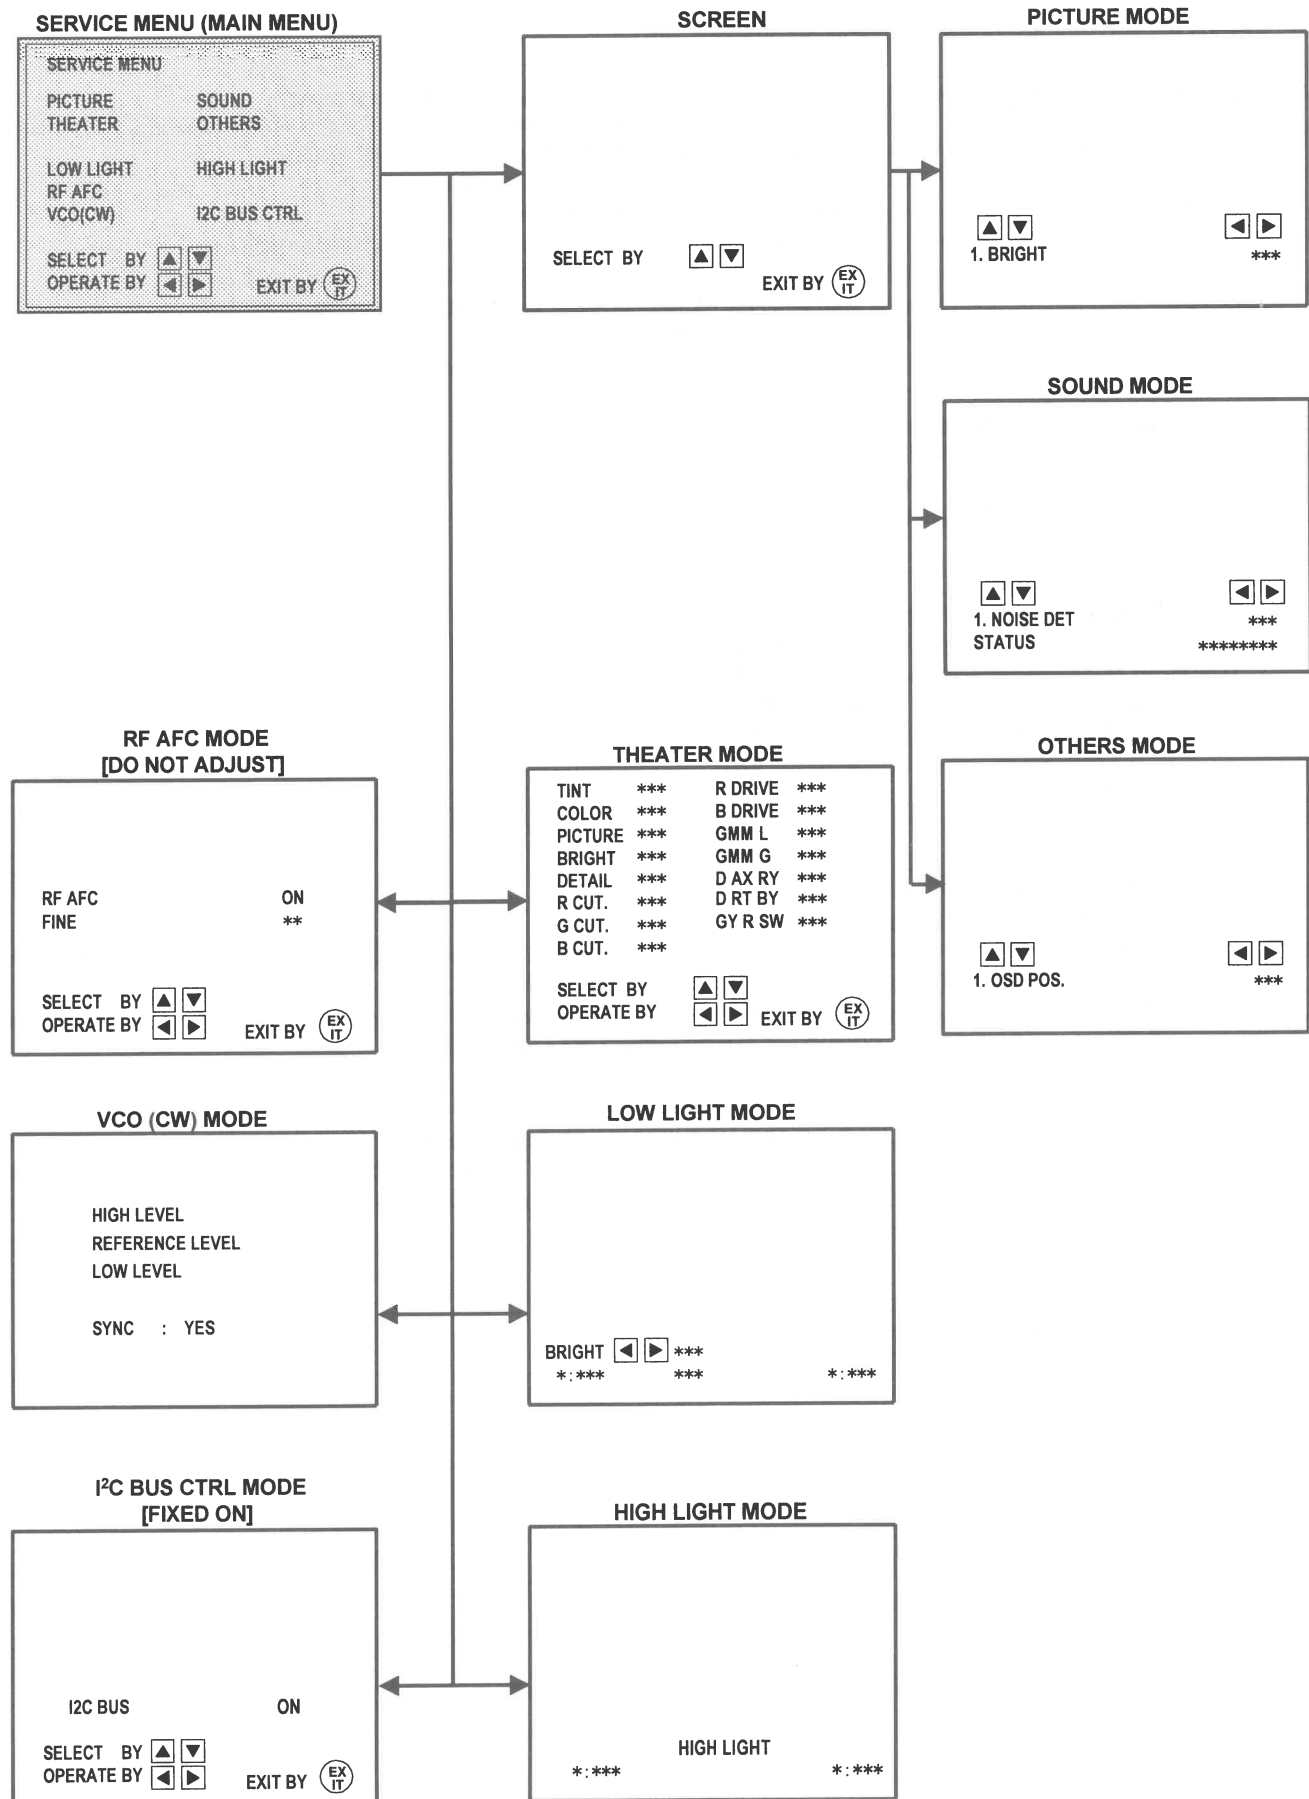 SERVICE MENU (MAIN MENU)
SERVICE MENU
PICTURE SOUND
THEATER OTHERS
LOW LIGHT HIGH LIGHT
RF AFC
VCO(CW) I2C BUS CTRL
SELECT BY ▲ ▼
OPERATE BY ◀ ▶ EXIT BY EXIT
SCREEN
SELECT BY ▲ ▼
EXIT BY EXIT
PICTURE MODE
▲ ▼ ◀ ▶
1. BRIGHT ***
SOUND MODE
▲ ▼ ◀ ▶
1. NOISE DET ***
STATUS ********
RF AFC MODE
[DO NOT ADJUST]
RF AFC ON
FINE **
SELECT BY ▲ ▼
OPERATE BY ◀ ▶ EXIT BY EXIT
THEATER MODE
TINT *** R DRIVE ***
COLOR *** B DRIVE ***
PICTURE *** GMM L ***
BRIGHT *** GMM G ***
DETAIL *** D AX RY ***
R CUT. *** D RT BY ***
G CUT. *** GY R SW ***
B CUT. ***
SELECT BY ▲ ▼
OPERATE BY ◀ ▶ EXIT BY EXIT
OTHERS MODE
▲ ▼ ◀ ▶
1. OSD POS. ***
VCO (CW) MODE
HIGH LEVEL
REFERENCE LEVEL
LOW LEVEL
SYNC : YES
LOW LIGHT MODE
BRIGHT ◀ ▶ ***
*:*** *** *:***
I²C BUS CTRL MODE
[FIXED ON]
I2C BUS ON
SELECT BY ▲ ▼
OPERATE BY ◀ ▶ EXIT BY EXIT
HIGH LIGHT MODE
HIGH LIGHT
*:*** *:***